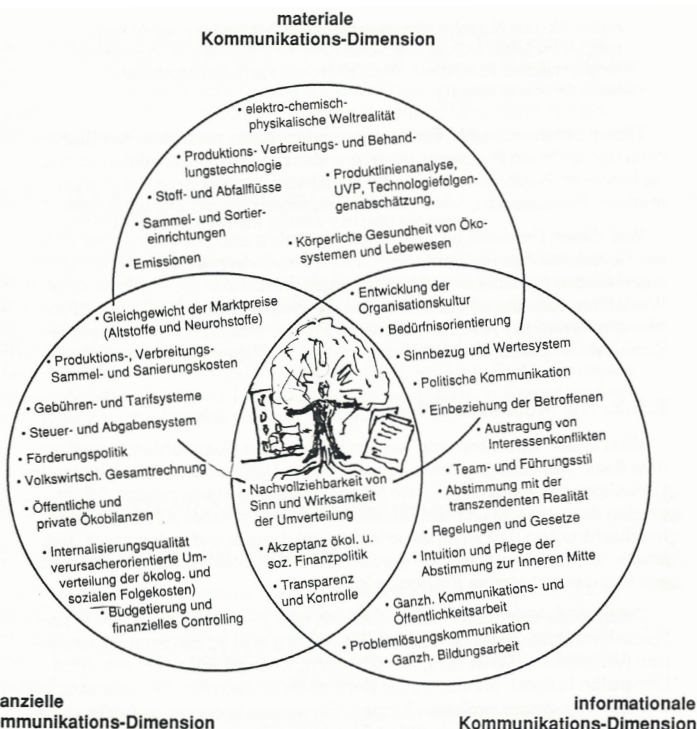 materiale
Kommunikations-Dimension
• elektro-chemisch-
physikalische Weltrealität
• Produktions- Verbreitungs- und Behand-
lungstechnologie
• Stoff- und Abfallflüsse
• Produktlinienanalyse,
UVP, Technologiefolgen-
genabschätzung,
• Sammel- und Sortier-
einrichtungen
• Emissionen
• Körperliche Gesundheit von Öko-
systemen und Lebewesen
• Gleichgewicht der Marktpreise
(Altstoffe und Neurohstoffe)
• Produktions-, Verbreitungs-
Sammel- und Sanierungskosten
• Gebühren- und Tarifsysteme
• Steuer- und Abgabensystem
• Förderungspolitik
• Volkswirtsch. Gesamtrechnung
• Öffentliche und
private Ökobilanzen
• Internalisierungsqualität
verursacherorientierte Um-
verteilung der ökolog. und
sozialen Folgekosten)
• Budgetierung und
finanzielles Controlling
• Nachvollziehbarkeit von
Sinn und Wirksamkeit
der Umverteilung
• Akzeptanz ökol. u.
soz. Finanzpolitik
• Transparenz
und Kontrolle
• Entwicklung der
Organisationskultur
• Bedürfnisorientierung
• Sinnbezug und Wertesystem
• Politische Kommunikation
• Einbeziehung der Betroffenen
• Austragung von
Interessenkonflikten
• Team- und Führungsstil
• Abstimmung mit der
transzendenten Realität
• Regelungen und Gesetze
• Intuition und Pflege der
Abstimmung zur Inneren Mitte
• Ganzh. Kommunikations- und
Öffentlichkeitsarbeit
• Problemlösungskommunikation
• Ganzh. Bildungsarbeit
anzielle
mmunikations-Dimension
informationale
Kommunikations-Dimension